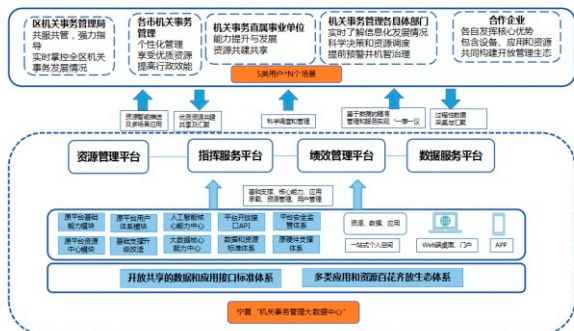 区机关事务管理局
共服共管，强力指
导
实时掌控全区机关
事务发展情况
各市机关事务
管理
个性化管理
享受优质资源
提高行政效能
机关事务直属事业单位
能力提升与发展
资源共建共享
机关事务管理各具体部门
实时了解信息化发展情况
科学决策和资源调度
提前预警并机智治理
合作企业
各自发挥核心优势
包含设备、应用和资源
共同构建开放管理生态
5类用户*N个场景
资源智能推送
及多场景应用
优质资源共建
共享及汇聚
科学调度和管理
基于数据的精准
管理和服务实现“一事一议
过程性数据
采集与汇聚
资源管理平台
指挥服务平台
绩效管理平台
数据服务平台
基础支撑、核心能力、应用
承载、资源管理、用户管理
原平台基础能
力模块
原平台用户
体系模块
人工智能核
心能力中心
平台开放接
口API
平台安全监
管体系
原平台资源
中心模块
基础支撑升
级改造
大数据核心
能力中心
数据和资源
标准体系
原硬件支撑体
系
资源、数据、应用
一站式个人空间
Web端桌面、门户
APP
开放共享的数据和应用接口标准体系
多类应用和资源百花齐放生态体系
宁夏“机关事务管理大数据中心”